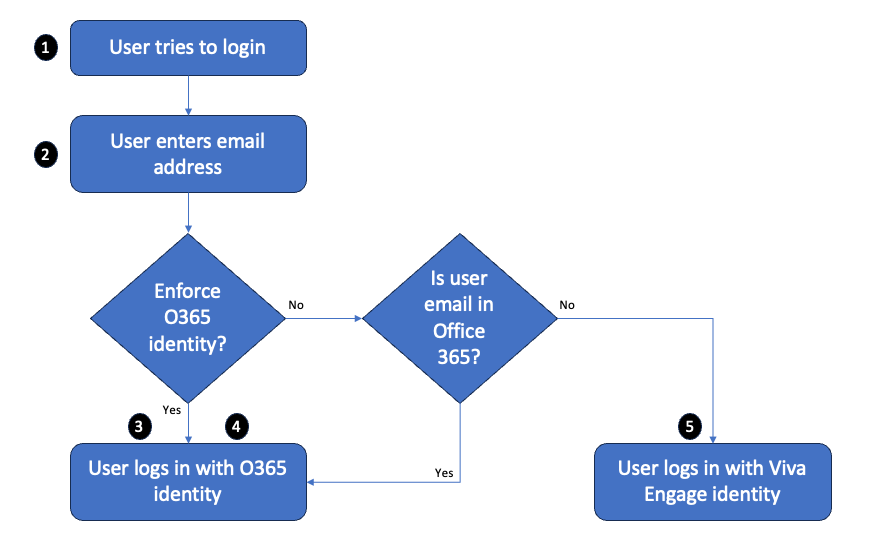 1
User tries to login
2
User enters email
address
Enforce
O365
identity?
No
Is user
email in
Office
365?
No
Yes
3
4
User logs in with O365
identity
Yes
5
User logs in with Viva
Engage identity